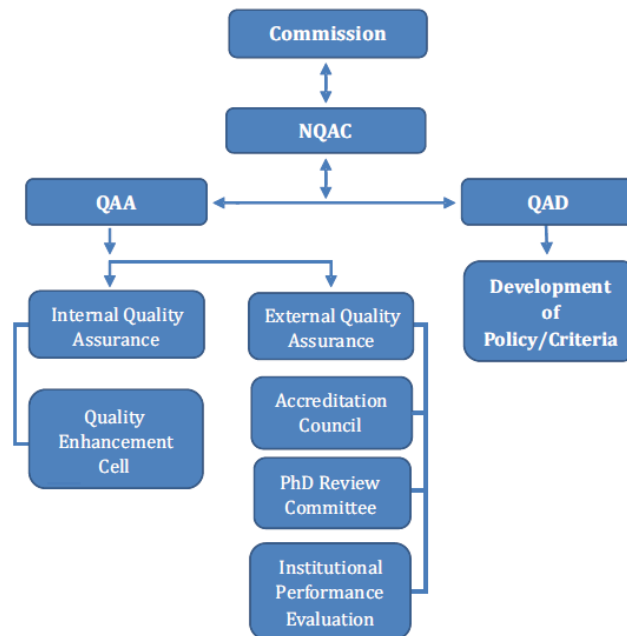 Commission
NQAC
QAA
QAD
Internal Quality
Assurance
External Quality
Assurance
Development
of
Policy/Criteria
Quality
Enhancement
Cell
Accreditation
Council
PhD Review
Committee
Institutional
Performance
Evaluation